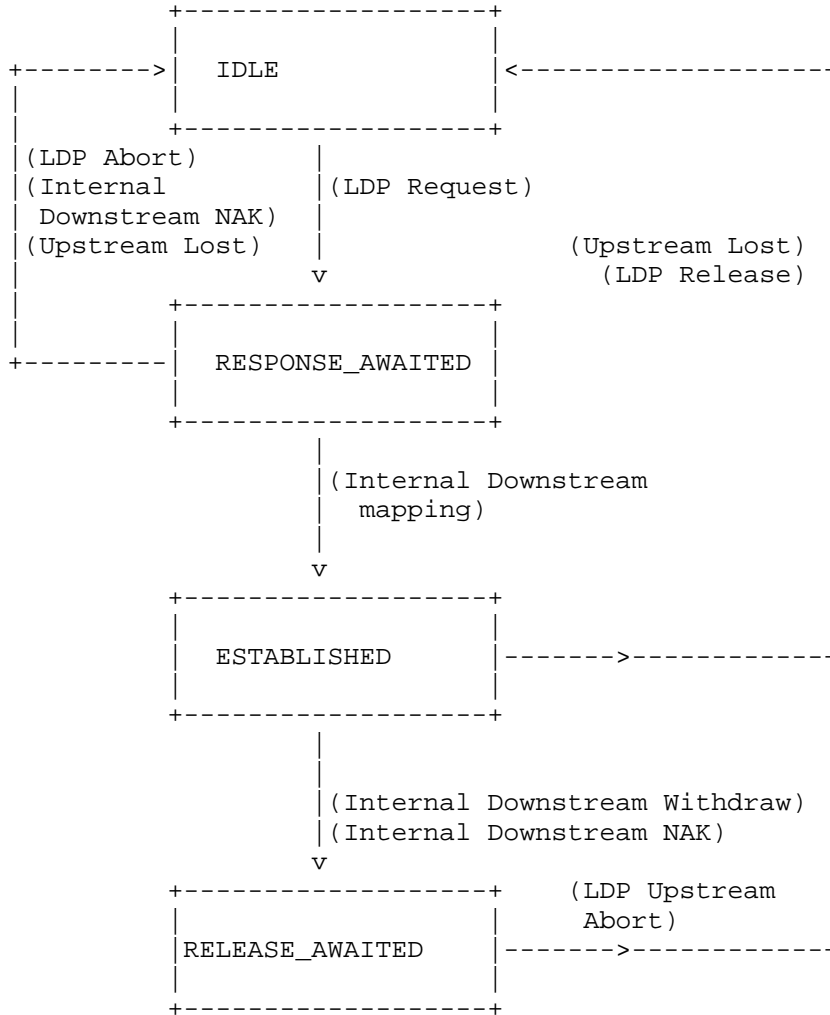 IDLE
(LDP Abort)
(Internal (LDP Request)
Downstream NAK)
(Upstream Lost) (Upstream Lost)
(LDP Release)
RESPONSE_AWAITED
(Internal Downstream
mapping)
ESTABLISHED
(Internal Downstream Withdraw)
(Internal Downstream NAK)
(LDP Upstream
Abort)
RELEASE_AWAITED